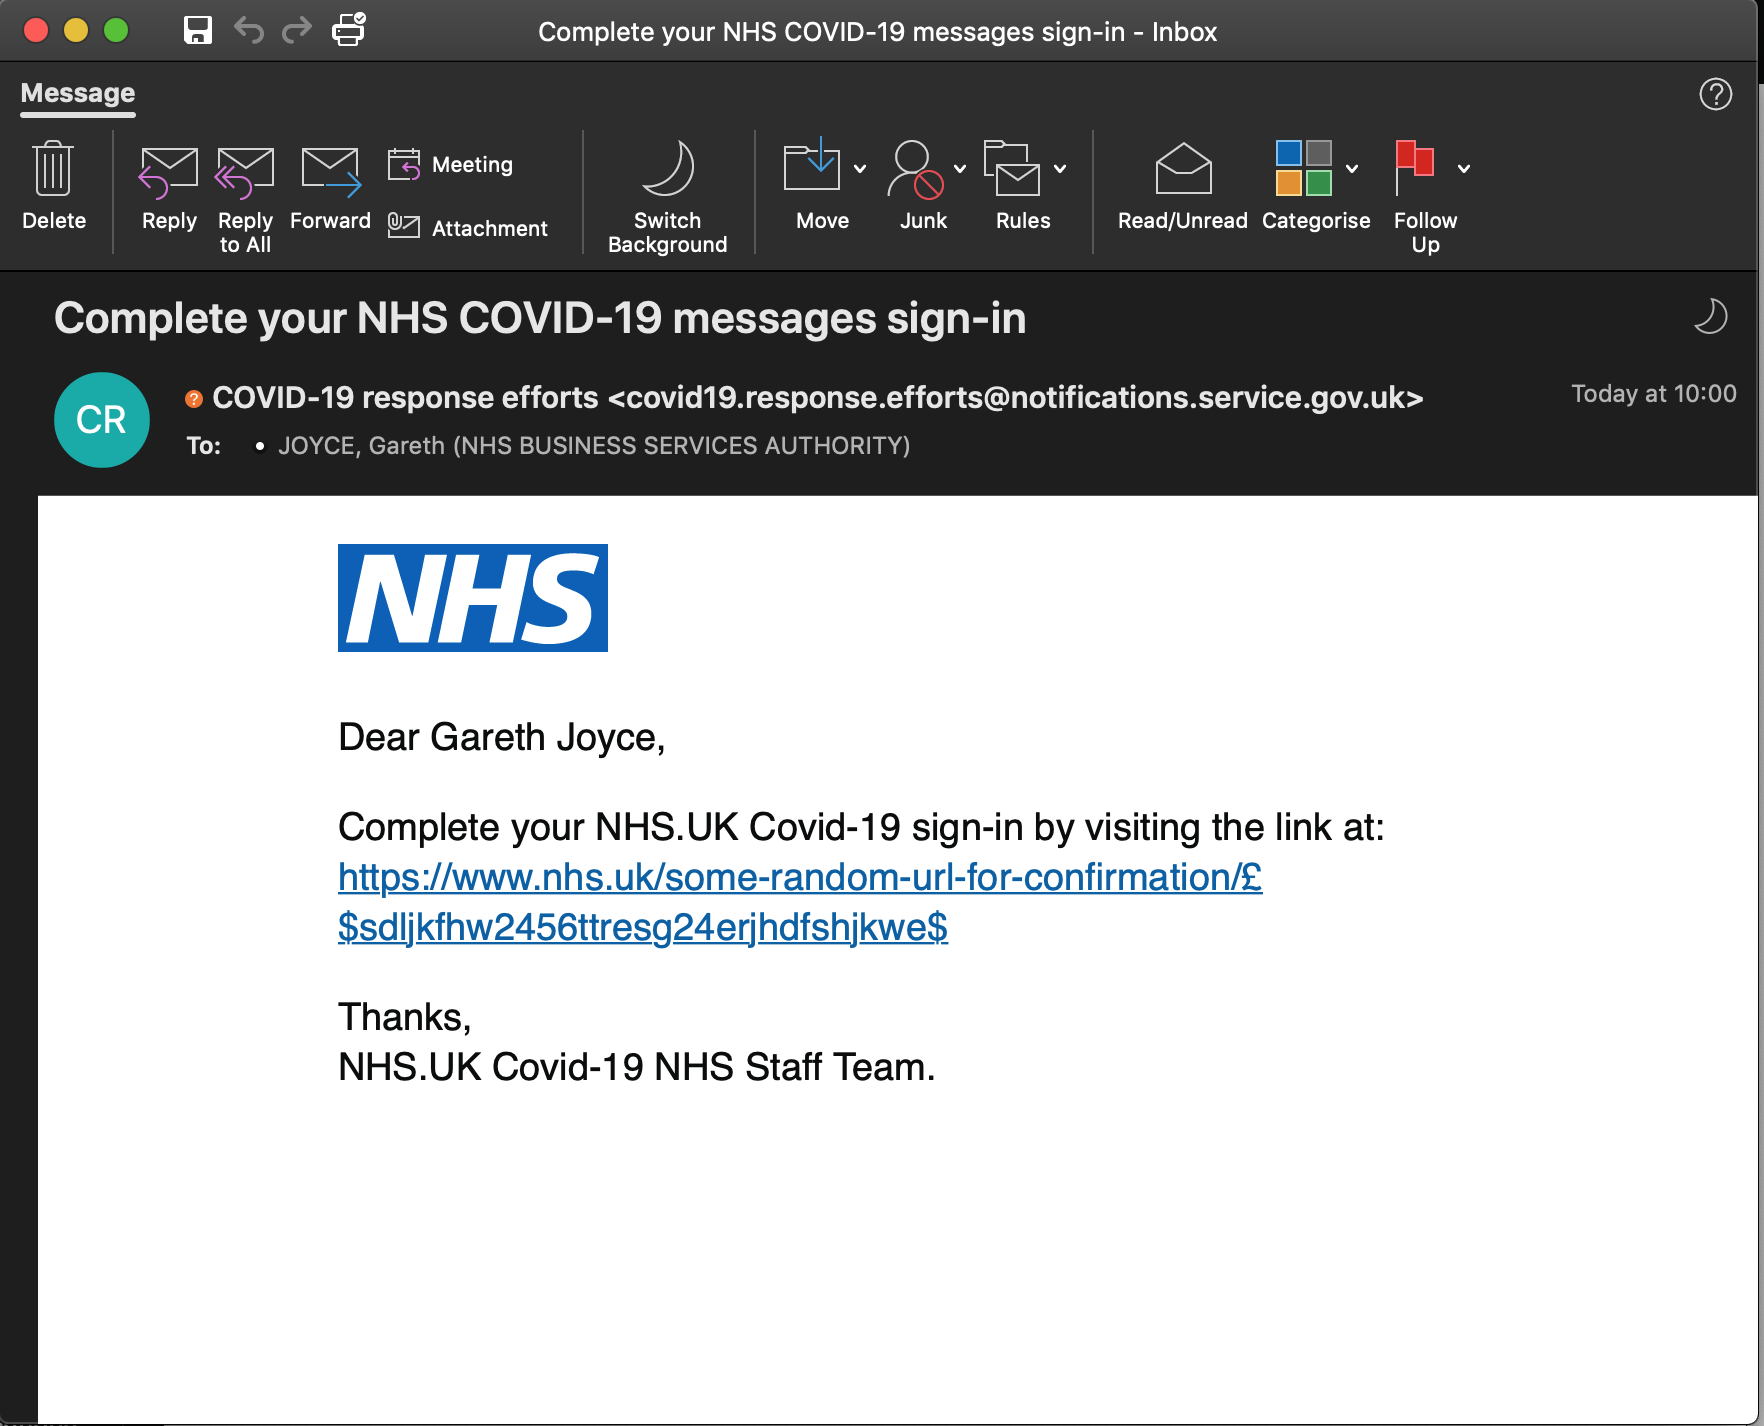 Complete your NHS COVID-19 messages sign-in - Inbox
Message
?
Delete
Reply
Reply to All
Forward
Meeting
Attachment
Switch Background
Move
Junk
Rules
Read/Unread
Categorise
Follow Up
Complete your NHS COVID-19 messages sign-in
CR
? COVID-19 response efforts <covid19.response.efforts@notifications.service.gov.uk>
Today at 10:00
To: • JOYCE, Gareth (NHS BUSINESS SERVICES AUTHORITY)
NHS
Dear Gareth Joyce,
Complete your NHS.UK Covid-19 sign-in by visiting the link at:
https://www.nhs.uk/some-random-url-for-confirmation/£
$sdljkfhw2456ttresg24erjhdfshjkwe$
Thanks,
NHS.UK Covid-19 NHS Staff Team.